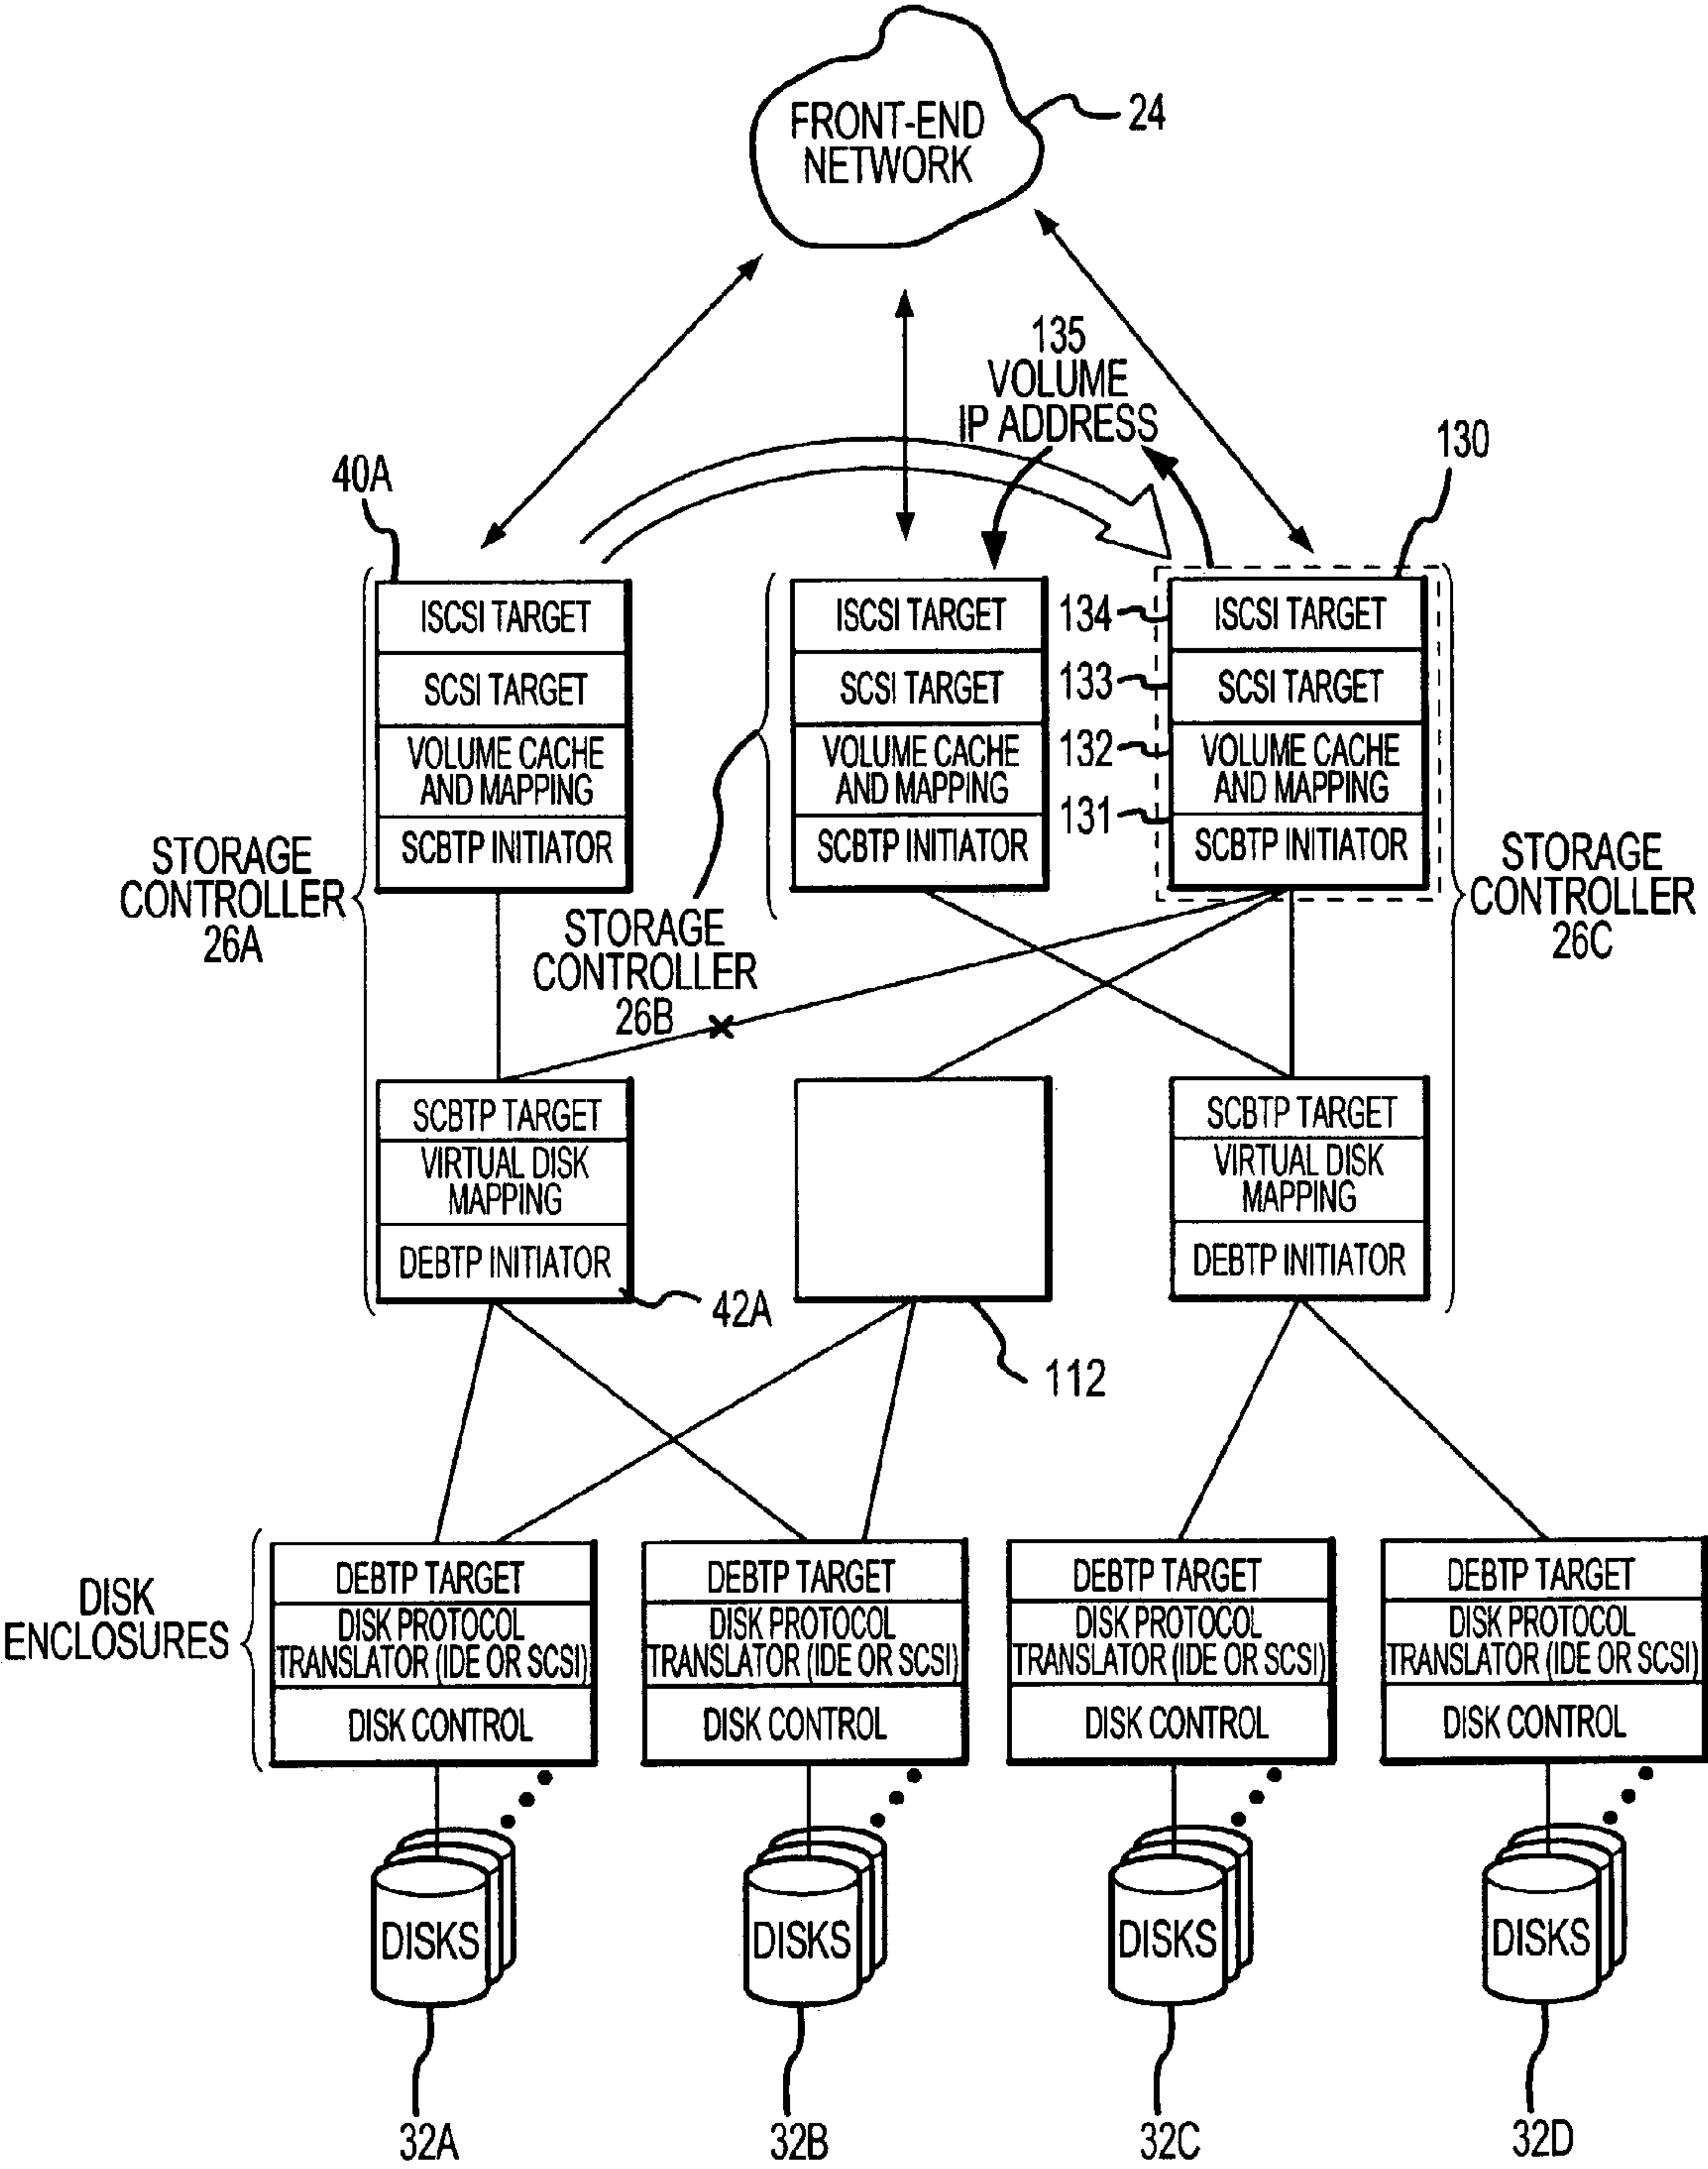 FRONT-END
NETWORK
24
135
VOLUME
IP ADDRESS
40A
130
ISCSI TARGET
SCSI TARGET
VOLUME CACHE
AND MAPPING
SCBTP INITIATOR
STORAGE
CONTROLLER
26A
ISCSI TARGET
SCSI TARGET
VOLUME CACHE
AND MAPPING
SCBTP INITIATOR
STORAGE
CONTROLLER
26B
134
133
132
131
ISCSI TARGET
SCSI TARGET
VOLUME CACHE
AND MAPPING
SCBTP INITIATOR
STORAGE
CONTROLLER
26C
SCBTP TARGET
VIRTUAL DISK
MAPPING
DEBTP INITIATOR
42A
112
SCBTP TARGET
VIRTUAL DISK
MAPPING
DEBTP INITIATOR
DISK
ENCLOSURES
DEBTP TARGET
DISK PROTOCOL
TRANSLATOR (IDE OR SCSI)
DISK CONTROL
DEBTP TARGET
DISK PROTOCOL
TRANSLATOR (IDE OR SCSI)
DISK CONTROL
DEBTP TARGET
DISK PROTOCOL
TRANSLATOR (IDE OR SCSI)
DISK CONTROL
DEBTP TARGET
DISK PROTOCOL
TRANSLATOR (IDE OR SCSI)
DISK CONTROL
DISKS
DISKS
DISKS
DISKS
32A
32B
32C
32D